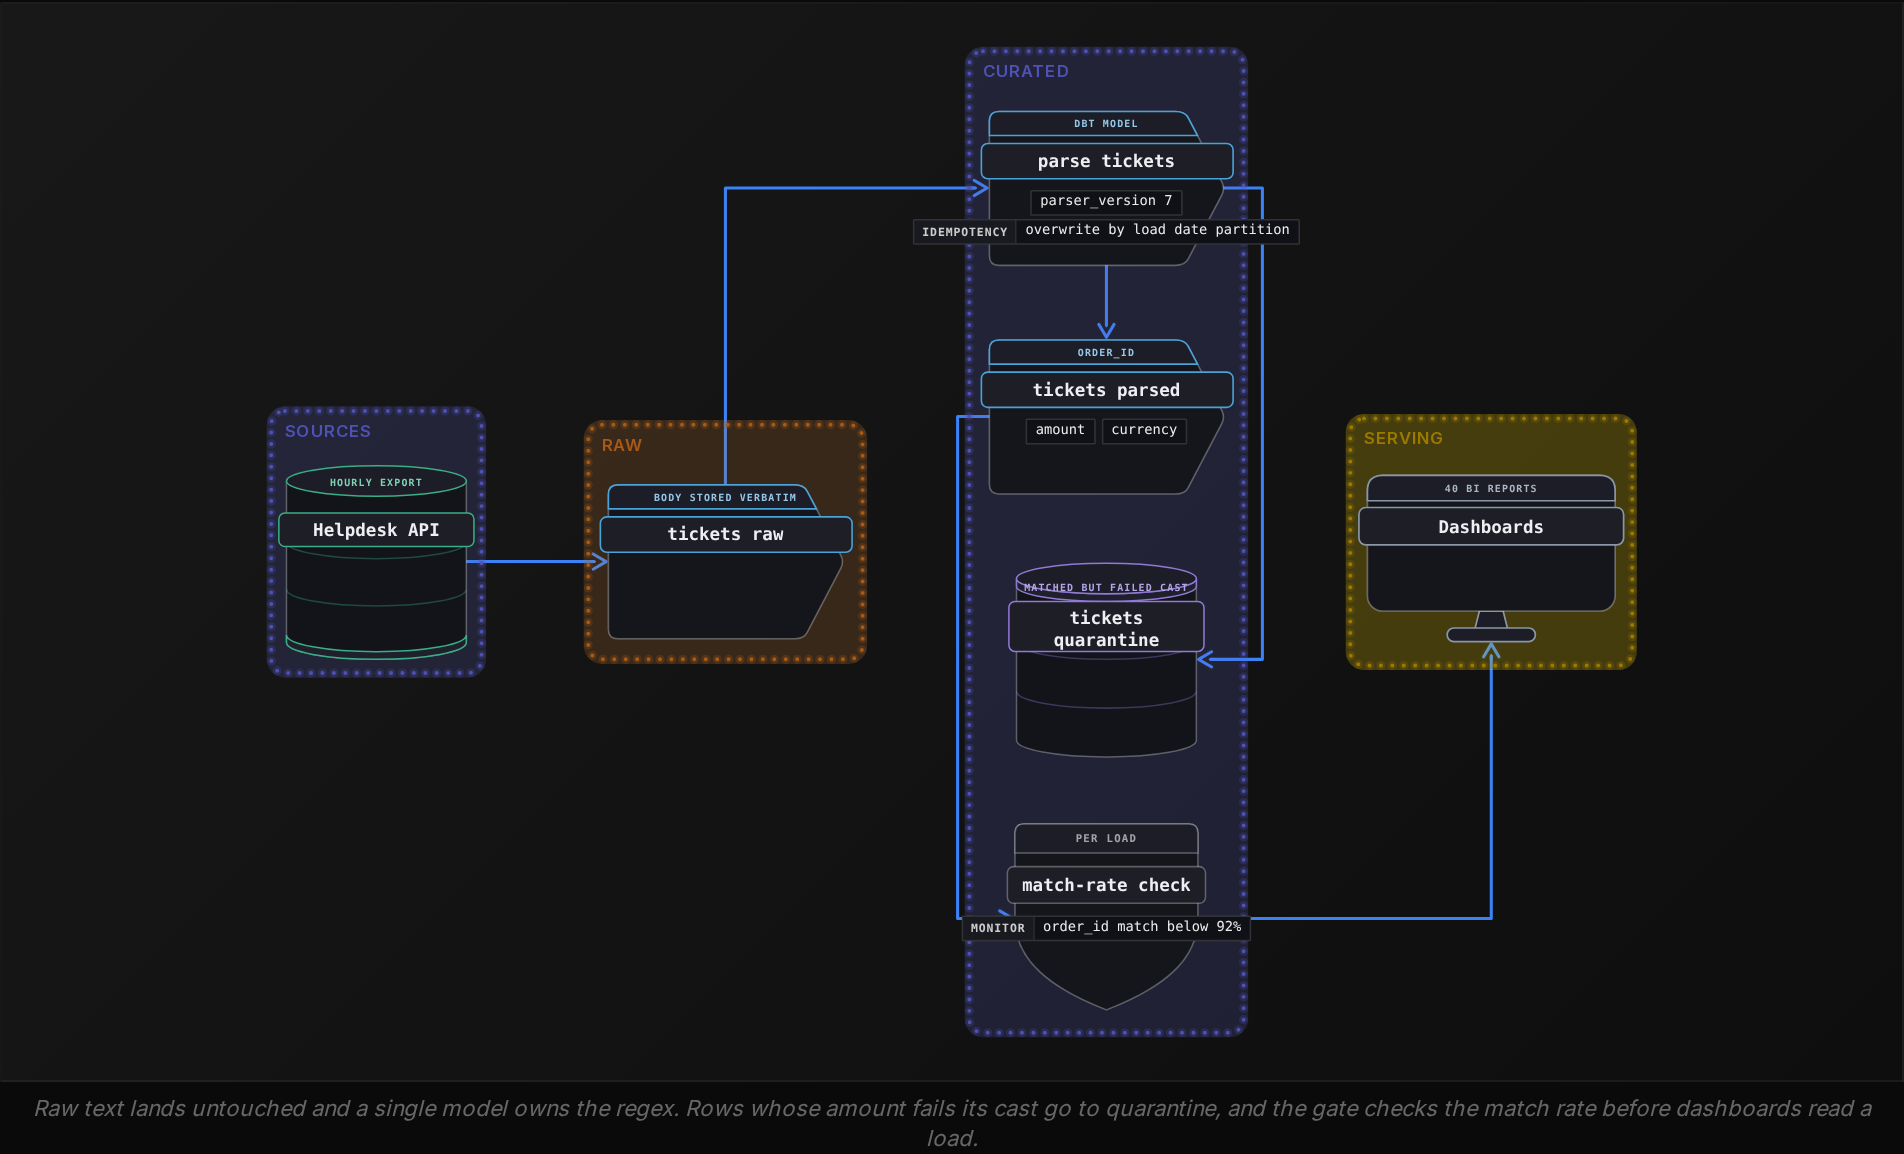 SOURCES
HOURLY EXPORT
Helpdesk API
RAW
BODY STORED VERBATIM
tickets raw
CURATED
DBT MODEL
parse tickets
parser_version 7
IDEMPOTENCY overwrite by load date partition
ORDER_ID
tickets parsed
amount currency
MATCHED BUT FAILED CAST
tickets
quarantine
PER LOAD
match-rate check
MONITOR order_id match below 92%
SERVING
40 BI REPORTS
Dashboards
Raw text lands untouched and a single model owns the regex. Rows whose amount fails its cast go to quarantine, and the gate checks the match rate before dashboards read a
load.